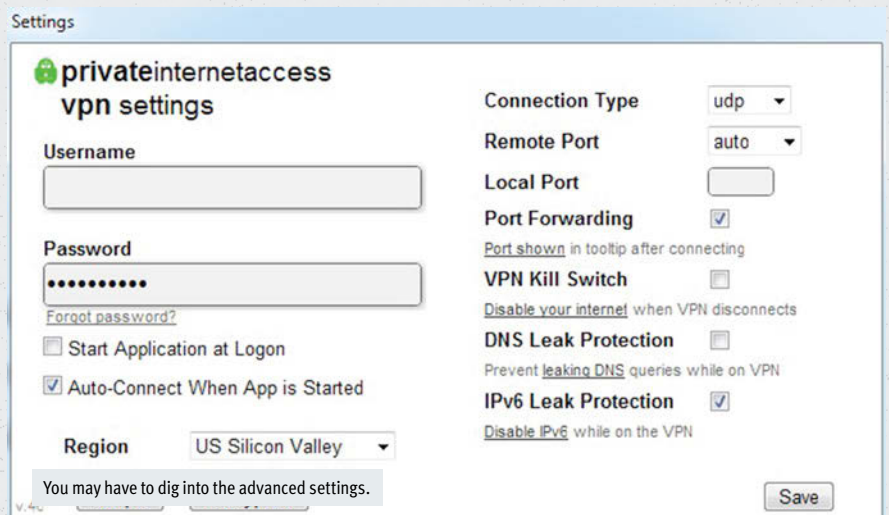 Settings
privateinternetaccess
vpn settings
Username
Password
••••••••••
Forgot password?
Start Application at Logon
Auto-Connect When App is Started
Region US Silicon Valley
You may have to dig into the advanced settings.
Connection Type udp
Remote Port auto
Local Port
Port Forwarding
Port shown in tooltip after connecting
VPN Kill Switch
Disable your internet when VPN disconnects
DNS Leak Protection
Prevent leaking DNS queries while on VPN
IPv6 Leak Protection
Disable IPv6 while on the VPN
Save